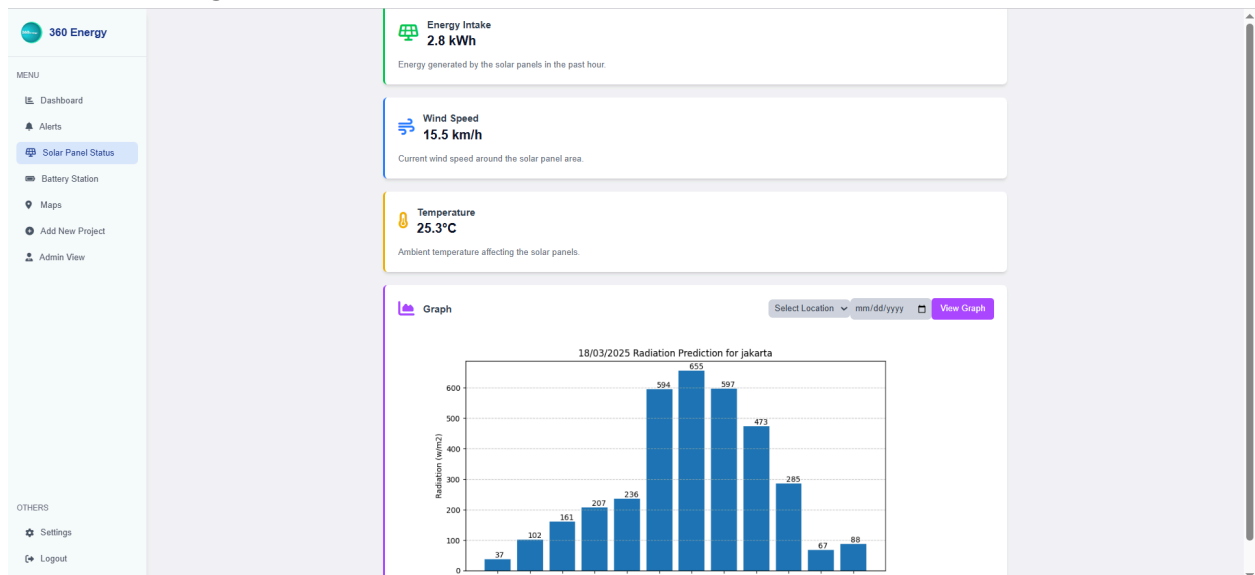 360 Energy
MENU
Dashboard
Alerts
Solar Panel Status
Battery Station
Maps
Add New Project
Admin View
OTHERS
Settings
Logout
Energy Intake
2.8 kWh
Energy generated by the solar panels in the past hour.
Wind Speed
15.5 km/h
Current wind speed around the solar panel area.
Temperature
25.3°C
Ambient temperature affecting the solar panels.
Graph
Select Location
mm/dd/yyyy
View Graph
18/03/2025 Radiation Prediction for jakarta
Radiation (w/m2)
600
500
400
300
200
100
0
37
102
161
207
236
594
655
597
473
285
67
88